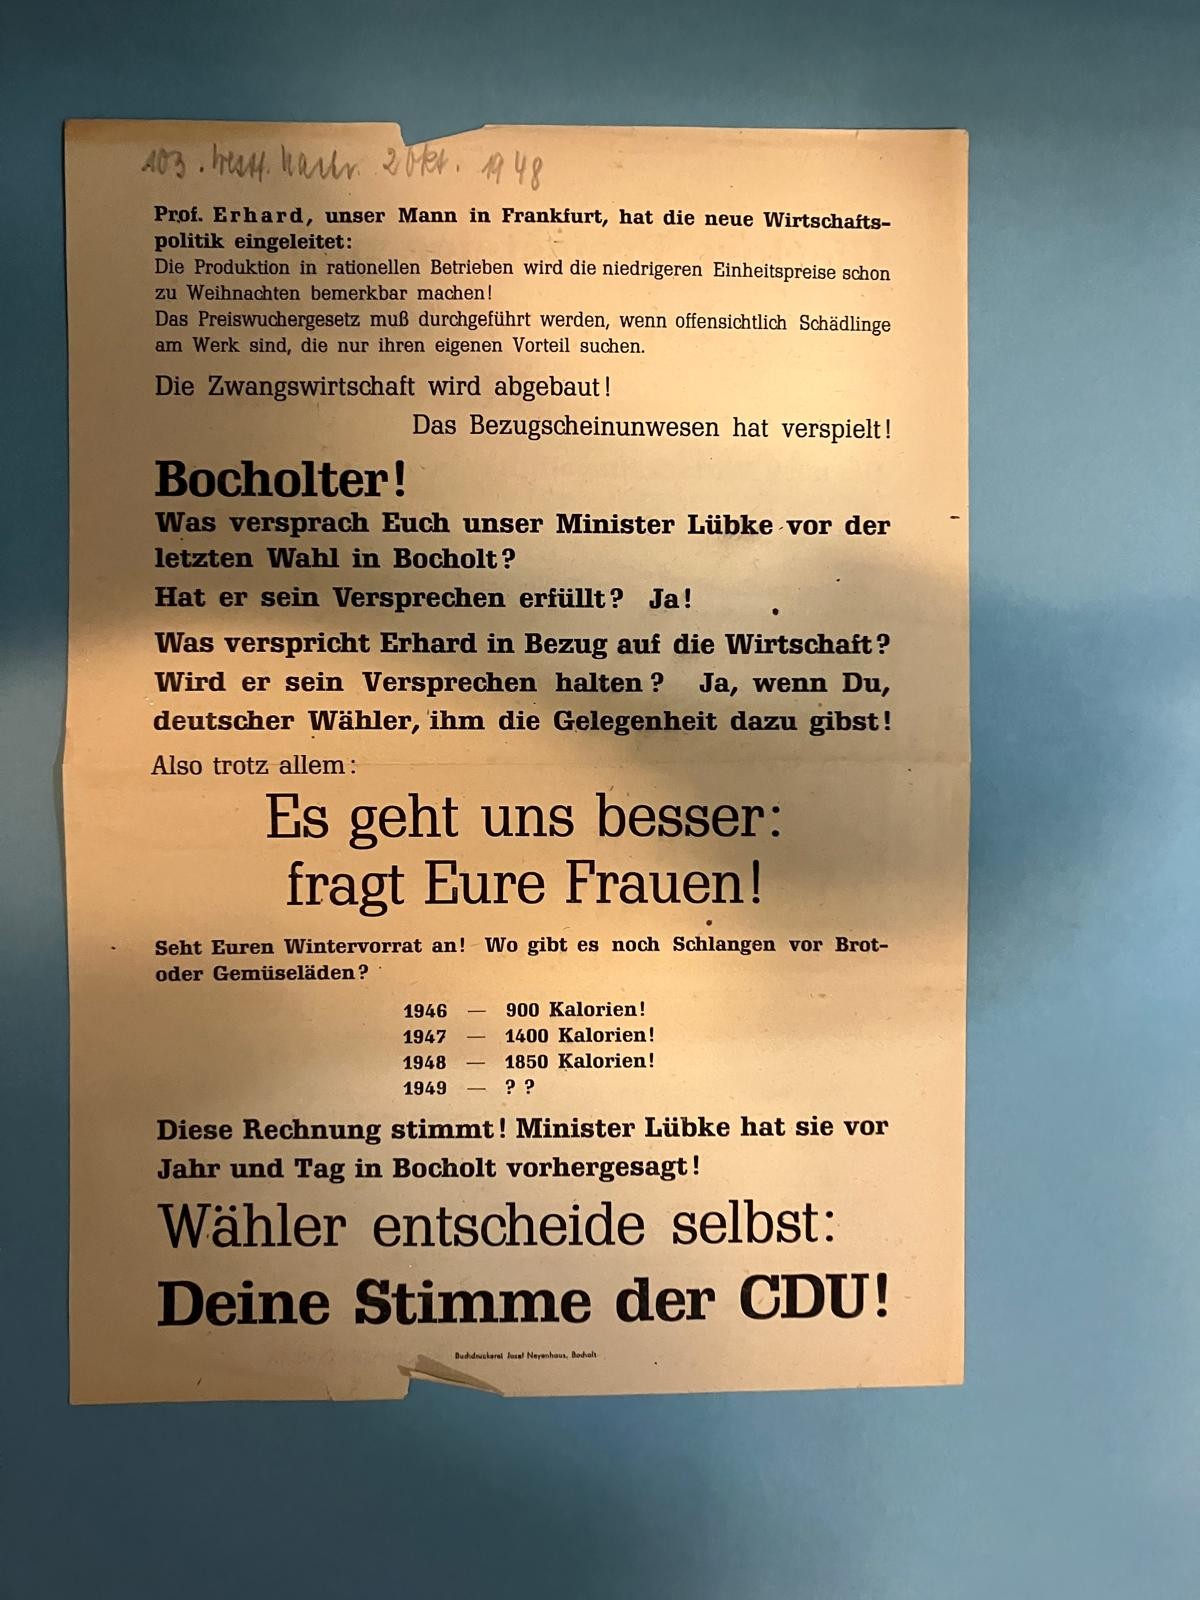 103. Westf. Nachr. 2 Okt. 1948
Prof. Erhard, unser Mann in Frankfurt, hat die neue Wirtschafts-
politik eingeleitet:
Die Produktion in rationellen Betrieben wird die niedrigeren Einheitspreise schon
zu Weihnachten bemerkbar machen!
Das Preiswuchergesetz muß durchgeführt werden, wenn offensichtlich Schädlinge
am Werk sind, die nur ihren eigenen Vorteil suchen.
Die Zwangswirtschaft wird abgebaut!
Das Bezugscheinunwesen hat verspielt!
Bocholter!
Was versprach Euch unser Minister Lübke vor der
letzten Wahl in Bocholt?
Hat er sein Versprechen erfüllt? Ja!
Was verspricht Erhard in Bezug auf die Wirtschaft?
Wird er sein Versprechen halten? Ja, wenn Du,
deutscher Wähler, ihm die Gelegenheit dazu gibst!
Also trotz allem:
Es geht uns besser:
fragt Eure Frauen!
Seht Euren Wintervorrat an! Wo gibt es noch Schlangen vor Brot-
oder Gemüseläden?
1946 — 900 Kalorien!
1947 — 1400 Kalorien!
1948 — 1850 Kalorien!
1949 — ? ?
Diese Rechnung stimmt! Minister Lübke hat sie vor
Jahr und Tag in Bocholt vorhergesagt!
Wähler entscheide selbst:
Deine Stimme der CDU!
Buchdruckerei Josef Neyenhaus, Bocholt